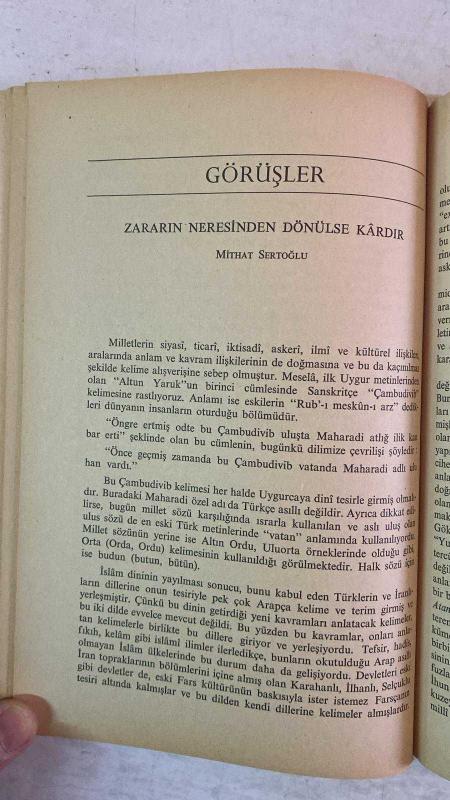 GÖRÜŞLER
ZARARIN NERESİNDEN DÖNÜLSE KÂRDIR
MİTHAT SERTOĞLU
Milletlerin siyasî, ticarî, iktisadî, askerî, ilmî ve kültürel ilişkileri,
aralarında anlam ve kavram ilişkilerinin de doğmasına ve bu da kaçınılmaz
şekilde kelime alışverişine sebep olmuştur. Meselâ, ilk Uygur metinlerinden
olan "Altun Yaruk"un birinci cümlesinde Sanskritçe "Çambudivib"
kelimesine rastlıyoruz. Anlamı ise eskilerin "Rub'-ı meskûn-ı arz" dedik-
leri dünyanın insanların oturduğu bölümüdür.
"Öngre ertmiş odte bu Çambudivib uluşta Maharadi atlığ ilik kan
bar erti" şeklinde olan bu cümlenin, bugünkü dilimize çevrilişi şöyledir:
"Önce geçmiş zamanda bu Çambudivib vatanda Maharadi adlı ulu
han vardı."
Bu Çambudivib kelimesi her halde Uygurcaya dinî tesirle girmiş olmalı-
dır. Buradaki Maharadi özel adı da Türkçe asıllı değildir. Ayrıca dikkat edi-
lirse, bugün millet sözü karşılığında ısrarla kullanılan ve aslı uluş olan
ulus sözü de en eski Türk metinlerinde "vatan" anlamında kullanılıyordu.
Millet sözünün yerine ise Altın Ordu, Uluorta örneklerinde olduğu gibi,
Orta (Orda, Ordu) kelimesinin kullanıldığı görülmektedir. Halk sözü için
ise budun (butun, bütün).
İslâm dininin yayılması sonucu, bunu kabul eden Türklerin ve İranlı-
ların dillerine onun tesiriyle pek çok Arapça kelime ve terim girmiş ve
yerleşmiştir. Çünkü bu dinin getirdiği yeni kavramları anlatacak kelimeler,
bu iki dilde evvelce mevcut değildi. Bu yüzden bu kavramlar, onları anla-
tan kelimelerle birlikte bu dillere giriyor ve yerleşiyordu. Tefsir, hadis,
fıkıh, kelâm gibi islâmî ilimler ilerledikçe, bunların okutulduğu Arap asıllı
olmayan İslâm ülkelerinde bu durum daha da gelişiyordu. Devletleri eski
İran topraklarının bölümlerini içine almış olan Karahanlı, İlhanlı, Selçuklu
gibi devletler de, eski Fars kültürünün baskısıyla ister istemez Farsçanın
tesiri altında kalmışlar ve bu dilden kendi dillerine kelimeler almışlardır.